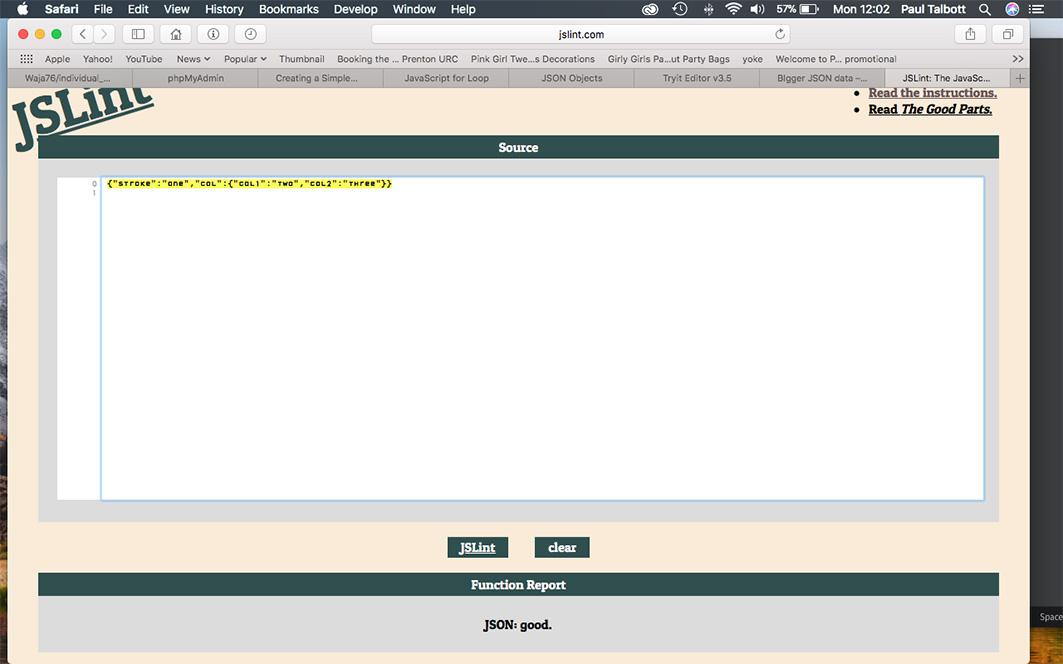 Safari File Edit View History Bookmarks Develop Window Help 57% Mon 12:02 Paul Talbott
jslint.com
Apple Yahoo! YouTube News Popular Thumbnail Booking the ... Prenton URC Pink Girl Twe...s Decorations Girly Girls Pa...ut Party Bags yoke Welcome to P... promotional >>
Waja76/individual_... phpMyAdmin Creating a Simple... JavaScript for Loop JSON Objects Tryit Editor v3.5 BIgger JSON data –... JSLint: The JavaSc... +
JSLint
• Read the instructions.
• Read The Good Parts.
Source
0 {"stroke":"one","col":{"col1":"two","col2":"three"}}
1
JSLint clear
Function Report
JSON: good.
Space